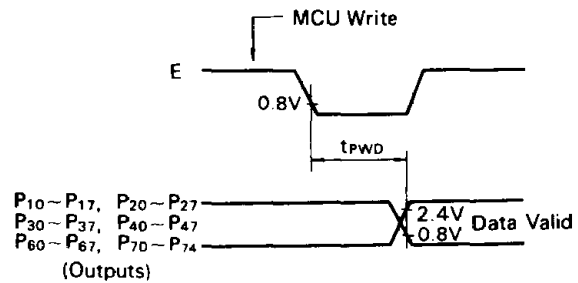 MCU Write
E
0.8V
tPWD
P10~P17, P20~P27
P30~P37, P40~P47
P60~P67, P70~P74
(Outputs)
2.4V
0.8V
Data Valid